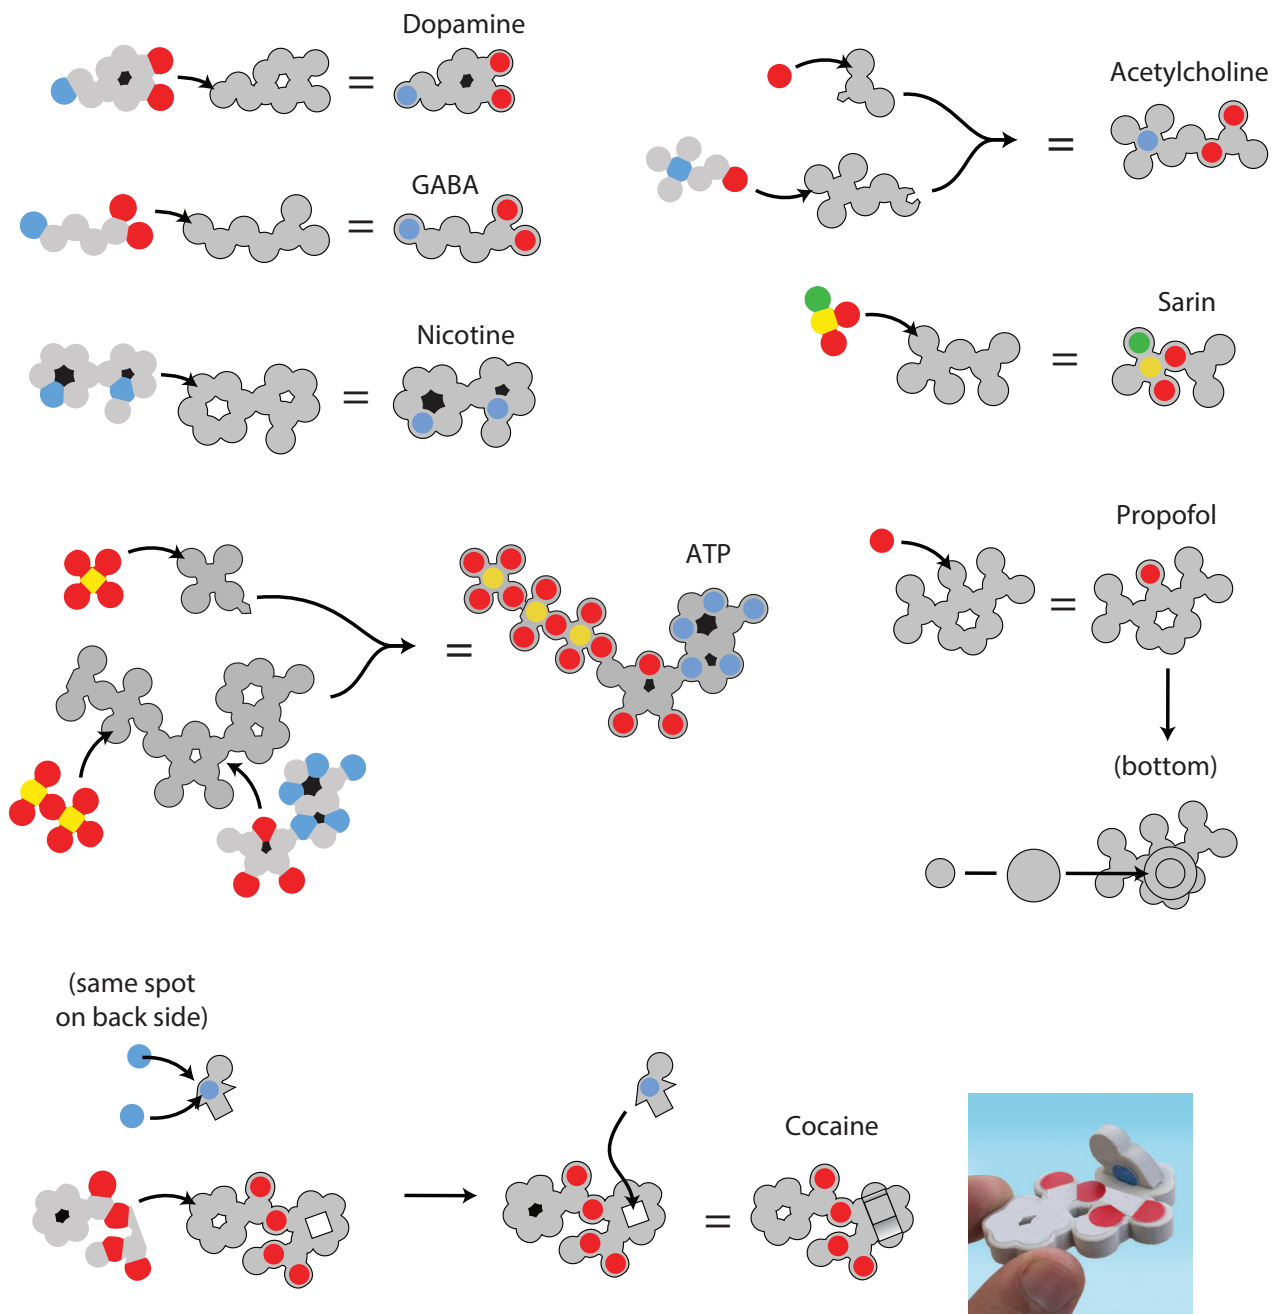 Dopamine
Acetylcholine
GABA
Sarin
Nicotine
ATP
Propofol
(bottom)
(same spot
on back side)
Cocaine